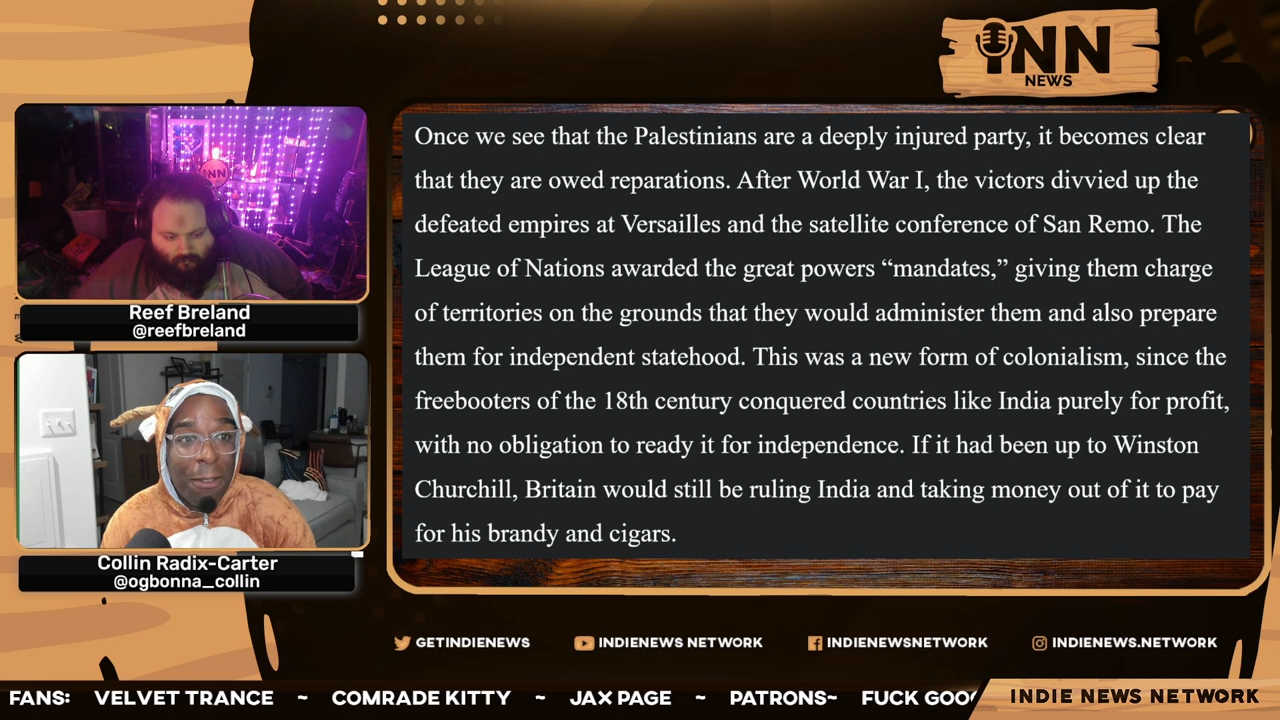 INN
NEWS
Once we see that the Palestinians are a deeply injured party, it becomes clear
that they are owed reparations. After World War I, the victors divvied up the
defeated empires at Versailles and the satellite conference of San Remo. The
League of Nations awarded the great powers “mandates,” giving them charge
of territories on the grounds that they would administer them and also prepare
them for independent statehood. This was a new form of colonialism, since the
freebooters of the 18th century conquered countries like India purely for profit,
with no obligation to ready it for independence. If it had been up to Winston
Churchill, Britain would still be ruling India and taking money out of it to pay
for his brandy and cigars.
INN
Reef Breland
@reefbreland
Collin Radix-Carter
@ogbonna_collin
GETINDIENEWS
INDIENEWS NETWORK
INDIENEWSNETWORK
INDIENEWS.NETWORK
FANS: VELVET TRANCE ~ COMRADE KITTY ~ JAX PAGE ~ PATRONS~ FUCK
INDIE NEWS NETWORK